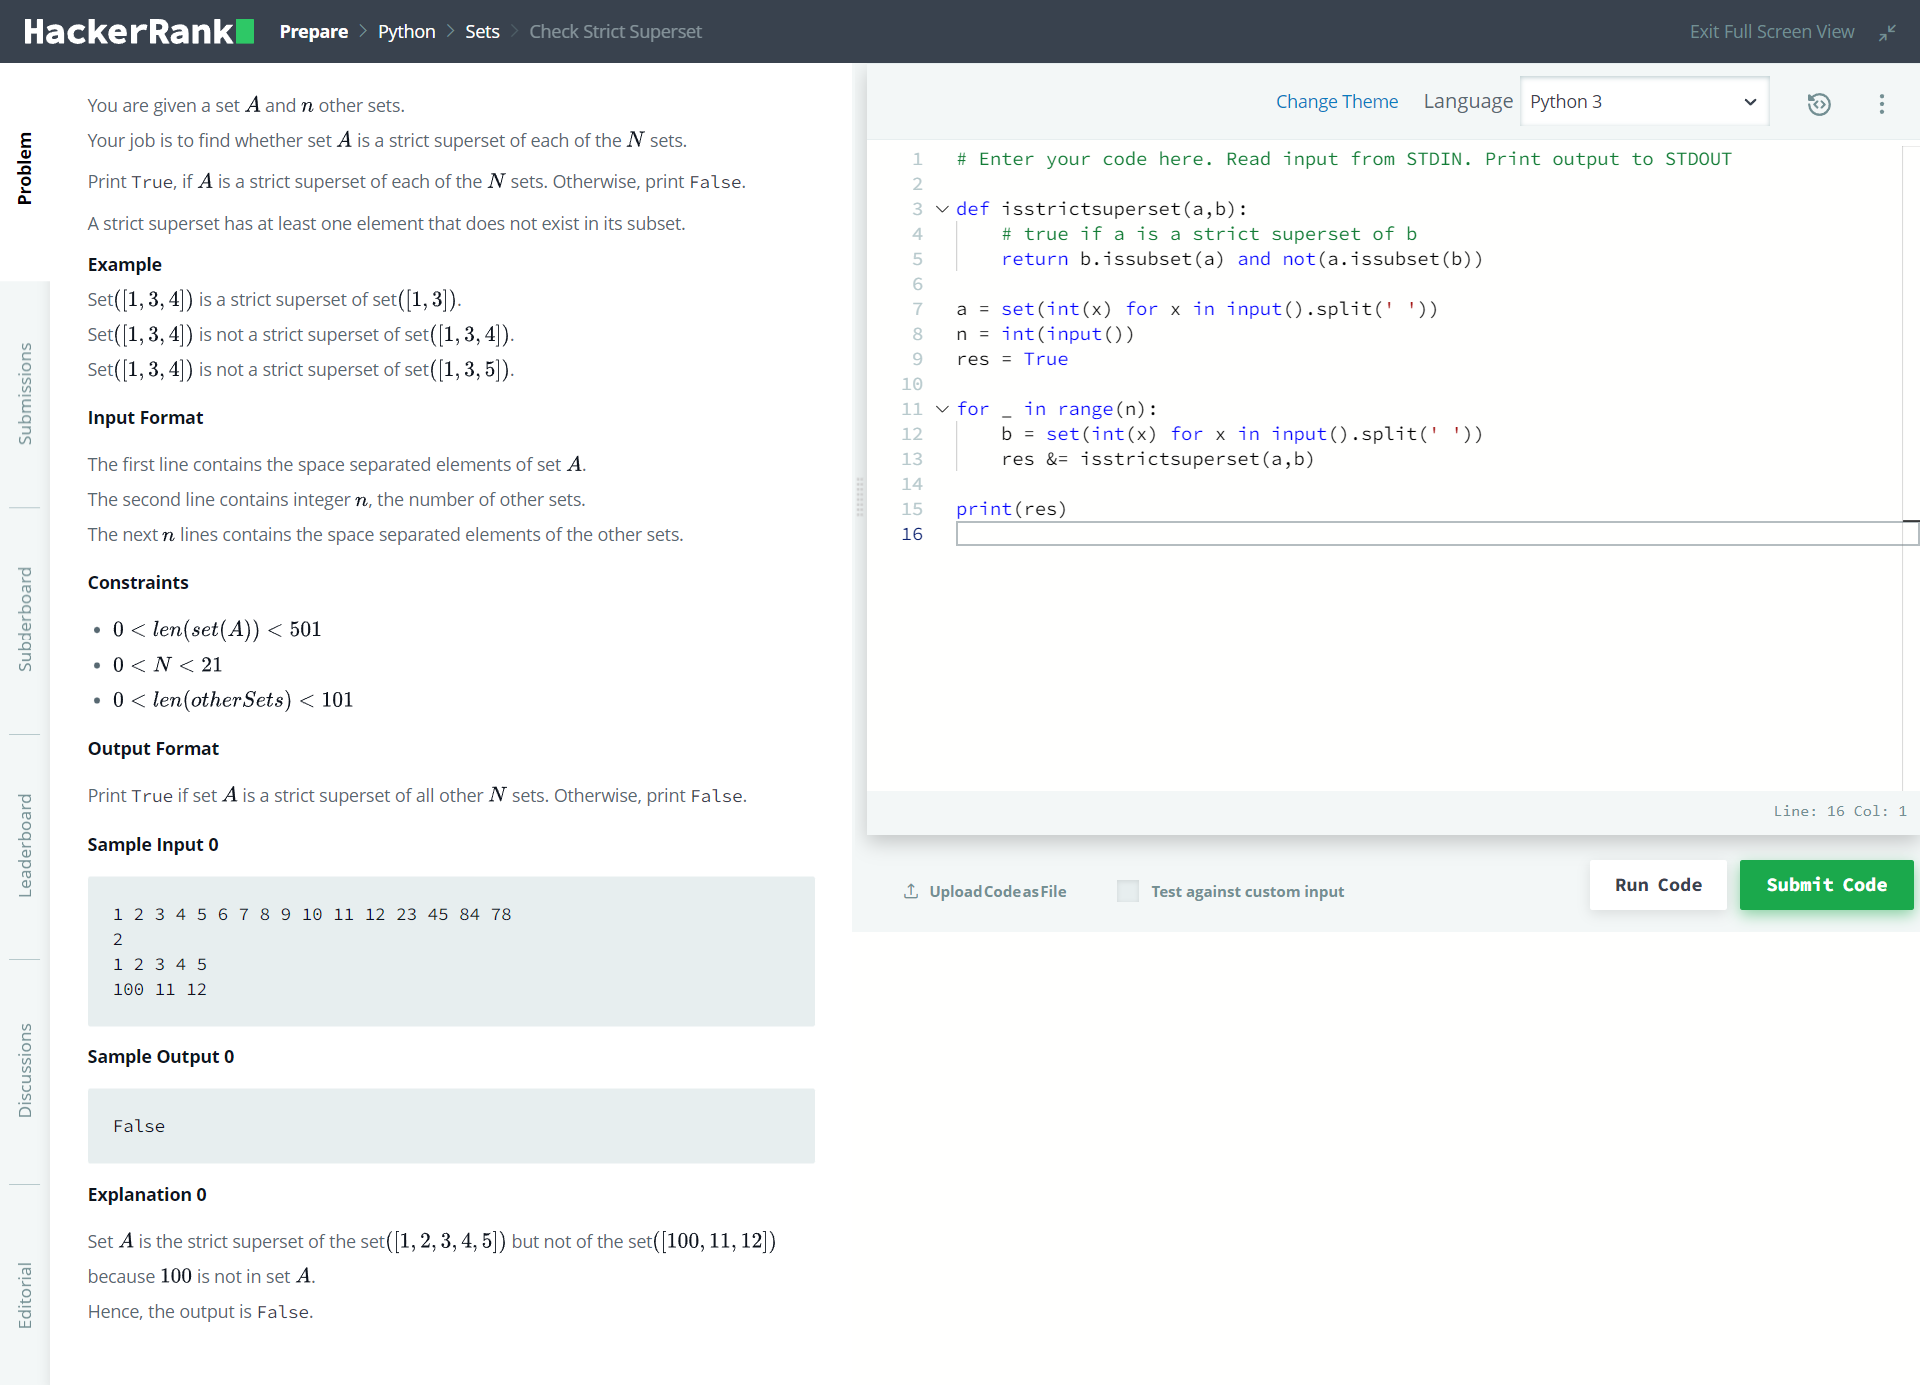 HackerRank Prepare > Python > Sets > Check Strict Superset Exit Full Screen View
Problem
Submissions
Subderboard
Leaderboard
Discussions
Editorial
You are given a set A and n other sets.
Your job is to find whether set A is a strict superset of each of the N sets.
Print True, if A is a strict superset of each of the N sets. Otherwise, print False.
A strict superset has at least one element that does not exist in its subset.
Example
Set([1, 3, 4]) is a strict superset of set([1, 3]).
Set([1, 3, 4]) is not a strict superset of set([1, 3, 4]).
Set([1, 3, 4]) is not a strict superset of set([1, 3, 5]).
Input Format
The first line contains the space separated elements of set A.
The second line contains integer n, the number of other sets.
The next n lines contains the space separated elements of the other sets.
Constraints
• 0 < len(set(A)) < 501
• 0 < N < 21
• 0 < len(otherSets) < 101
Output Format
Print True if set A is a strict superset of all other N sets. Otherwise, print False.
Sample Input 0
1 2 3 4 5 6 7 8 9 10 11 12 23 45 84 78
2
1 2 3 4 5
100 11 12
Sample Output 0
False
Explanation 0
Set A is the strict superset of the set([1, 2, 3, 4, 5]) but not of the set([100, 11, 12])
because 100 is not in set A.
Hence, the output is False.
Change Theme Language Python 3
1 # Enter your code here. Read input from STDIN. Print output to STDOUT
2
3 def isstrictsuperset(a,b):
4     # true if a is a strict superset of b
5     return b.issubset(a) and not(a.issubset(b))
6
7 a = set(int(x) for x in input().split(' '))
8 n = int(input())
9 res = True
10
11 for _ in range(n):
12     b = set(int(x) for x in input().split(' '))
13     res &= isstrictsuperset(a,b)
14
15 print(res)
16
Line: 16 Col: 1
Upload Code as File Test against custom input Run Code Submit Code